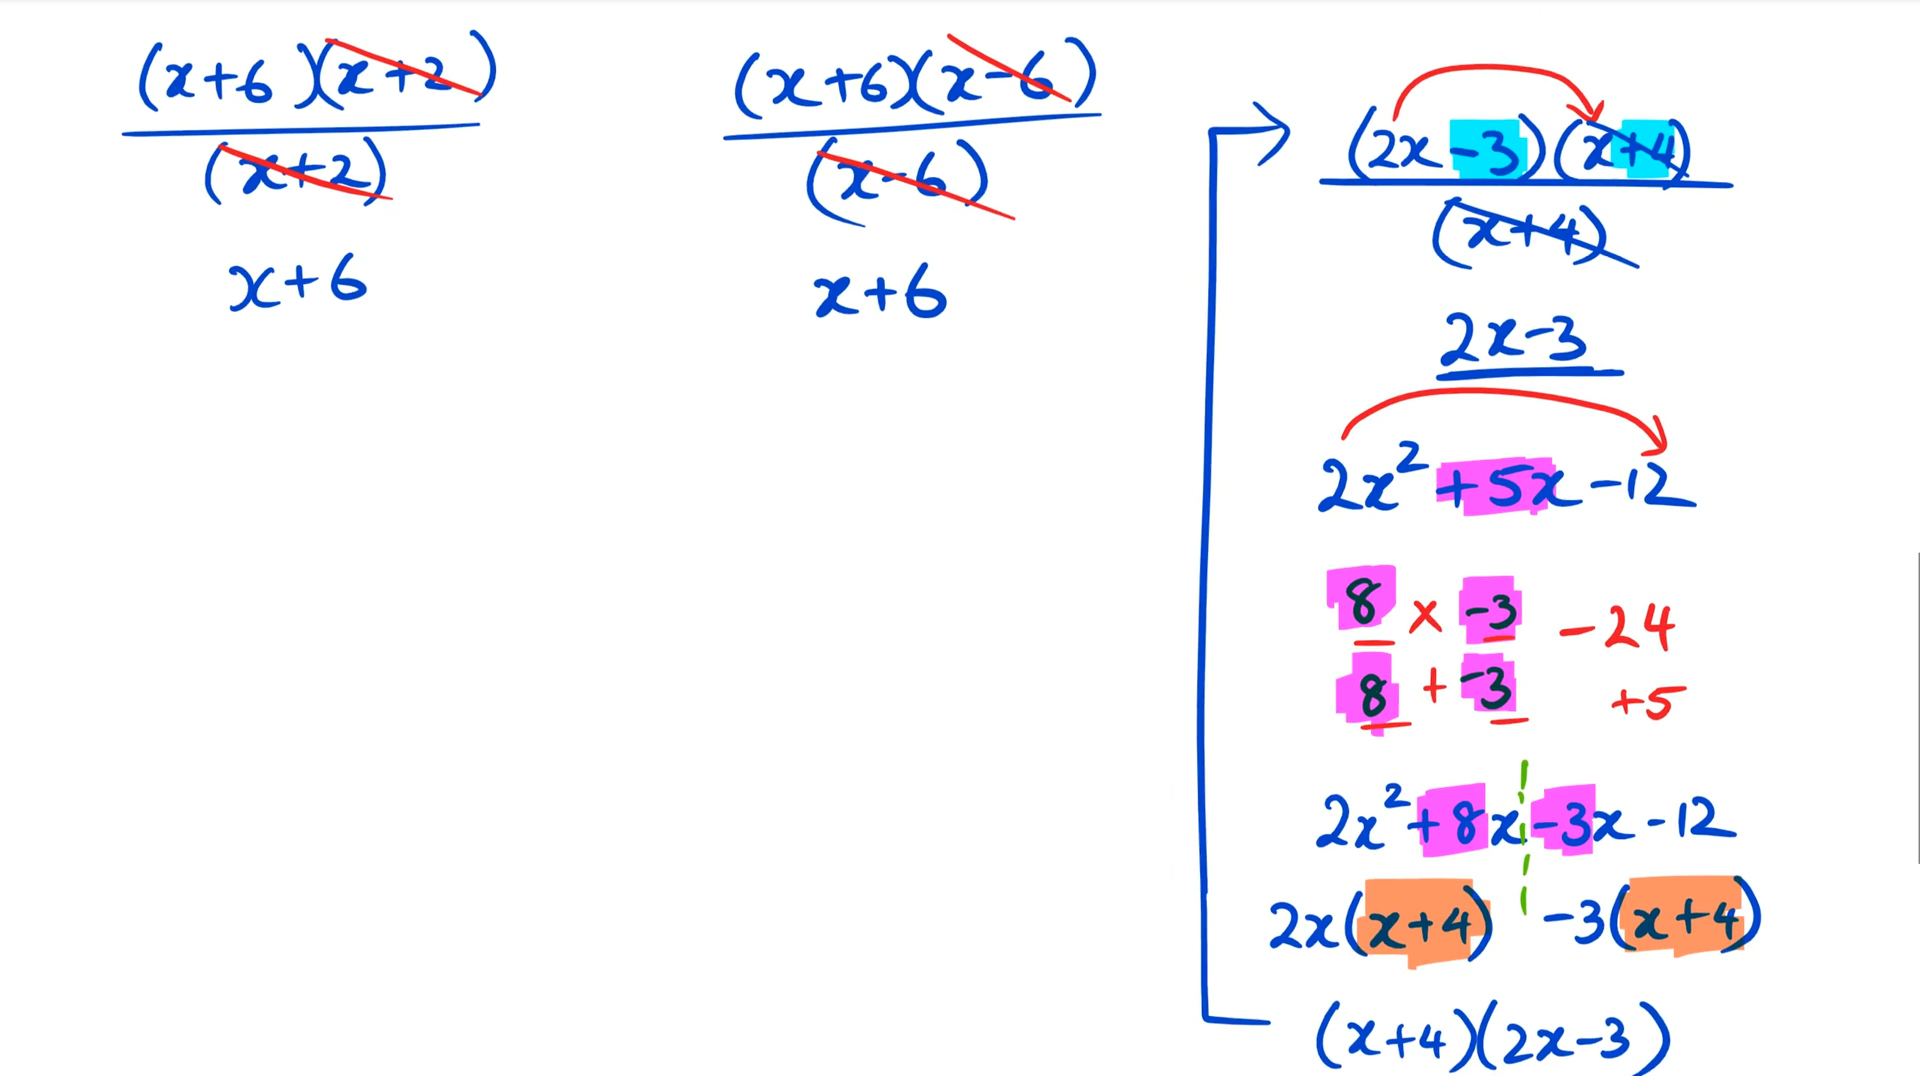 (x+6)(x+2)
(x+2)
x+6
(x+6)(x-6)
(x-6)
x+6
(2x-3)(x+4)
(x+4)
2x-3
2x²+5x-12
8 × -3 -24
8 + -3 +5
2x²+8x-3x-12
2x(x+4) -3(x+4)
(x+4)(2x-3)